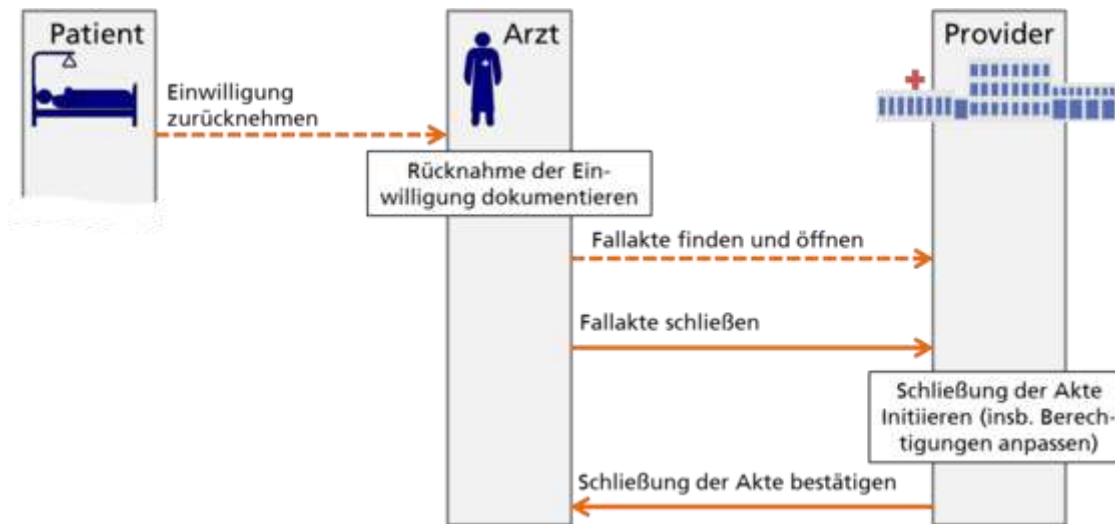 Patient
Arzt
Provider
Einwilligung
zurücknehmen
Rücknahme der Ein-
willigung dokumentieren
Fallakte finden und öffnen
Fallakte schließen
Schließung der Akte
Initiieren (insb. Berech-
tigungen anpassen)
Schließung der Akte bestätigen